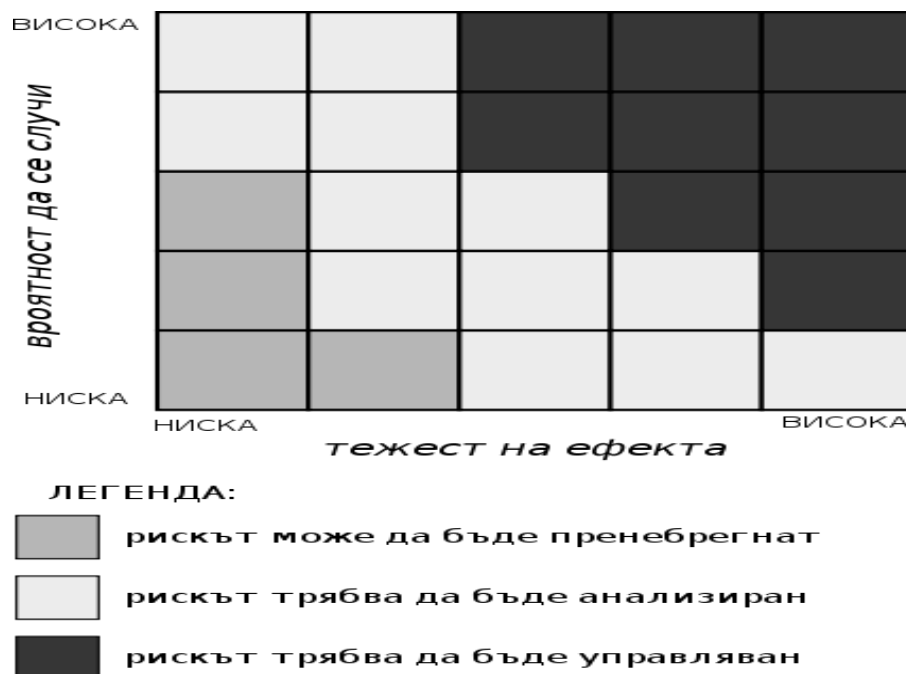 ВИСОКА
вроятност да се случи
НИСКА
НИСКА
ВИСОКА
тежест на ефекта
ЛЕГЕНДА:
рискът може да бъде пренебрегнат
рискът трябва да бъде анализиран
рискът трябва да бъде управляван